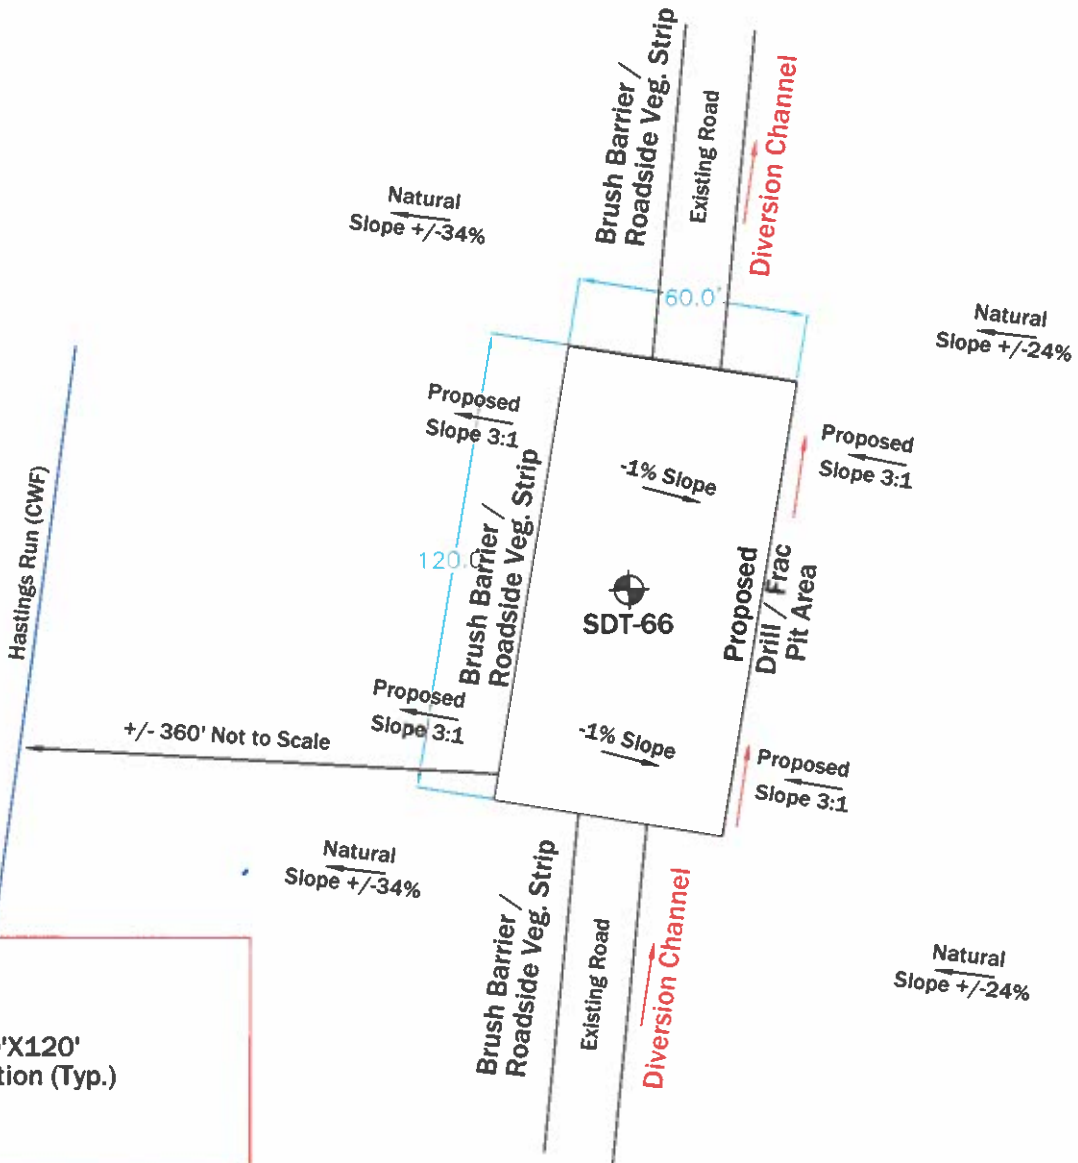 Brush Barrier /
Roadside Veg. Strip
Existing Road
Diversion Channel
Natural
Slope +/-34%
60.0'
Natural
Slope +/-24%
Proposed
Slope 3:1
Proposed
Slope 3:1
-1% Slope
Brush Barrier /
Roadside Veg. Strip
Hastings Run (CWF)
120.0
SDT-66
Proposed
Drill / Frac
Pit Area
Proposed
Slope 3:1
+/- 360' Not to Scale
-1% Slope
Proposed
Slope 3:1
Natural
Slope +/-34%
Brush Barrier /
Roadside Veg. Strip
Existing Road
Diversion Channel
Natural
Slope +/-24%
'X120'
tion (Typ.)